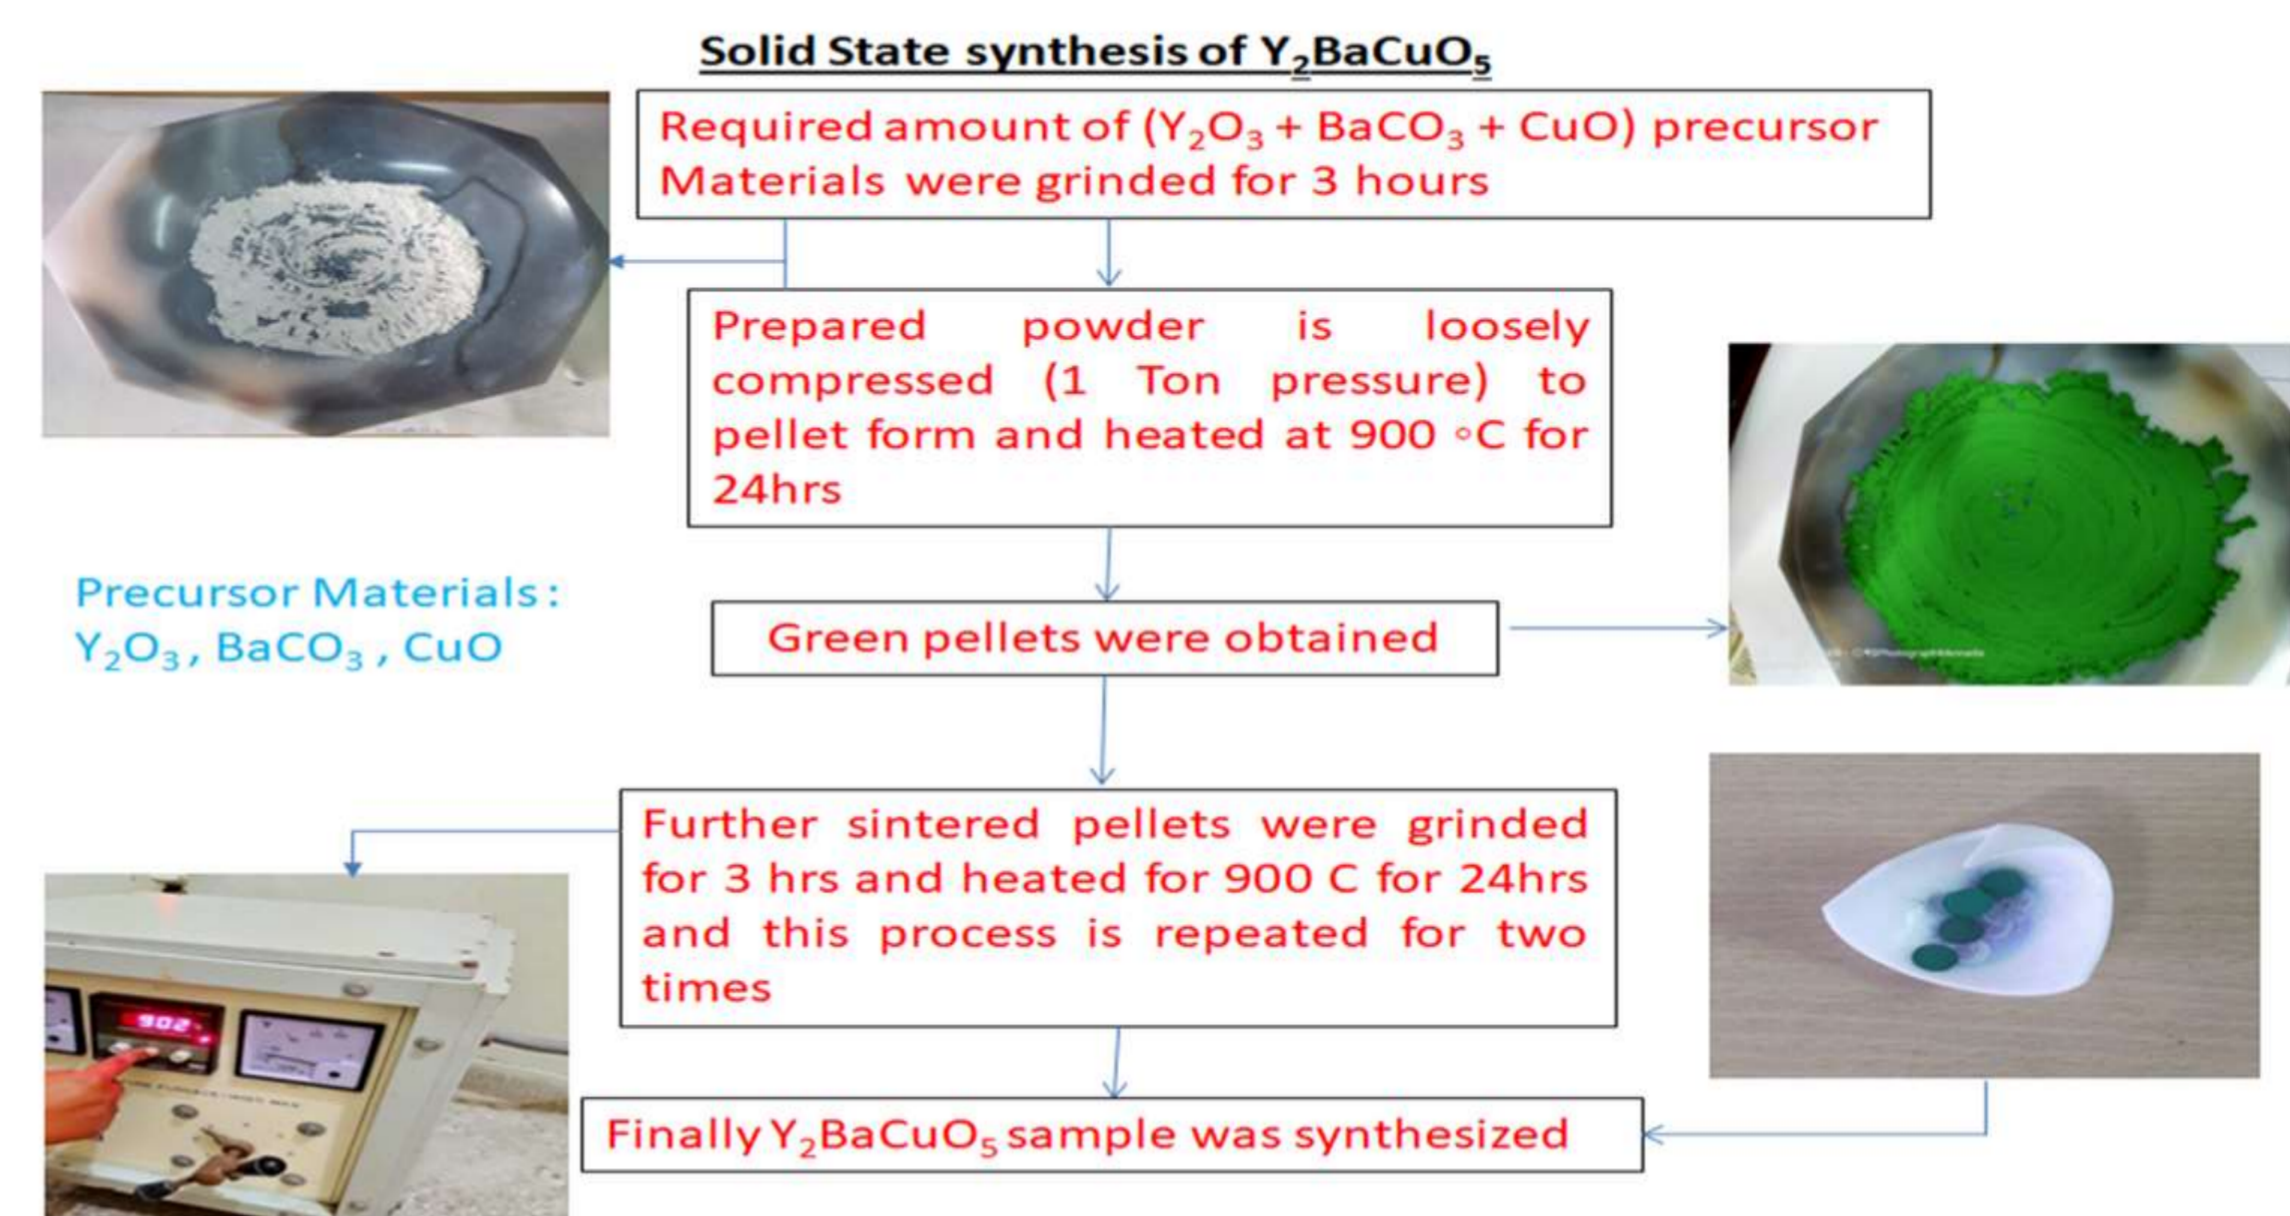 Solid State synthesis of Y₂BaCuO₅
Required amount of (Y₂O₃ + BaCO₃ + CuO) precursor
Materials were grinded for 3 hours
Prepared powder is loosely
compressed (1 Ton pressure) to
pellet form and heated at 900 °C for
24hrs
Precursor Materials :
Y₂O₃ , BaCO₃ , CuO
Green pellets were obtained
Further sintered pellets were grinded
for 3 hrs and heated for 900 C for 24hrs
and this process is repeated for two
times
902
Finally Y₂BaCuO₅ sample was synthesized